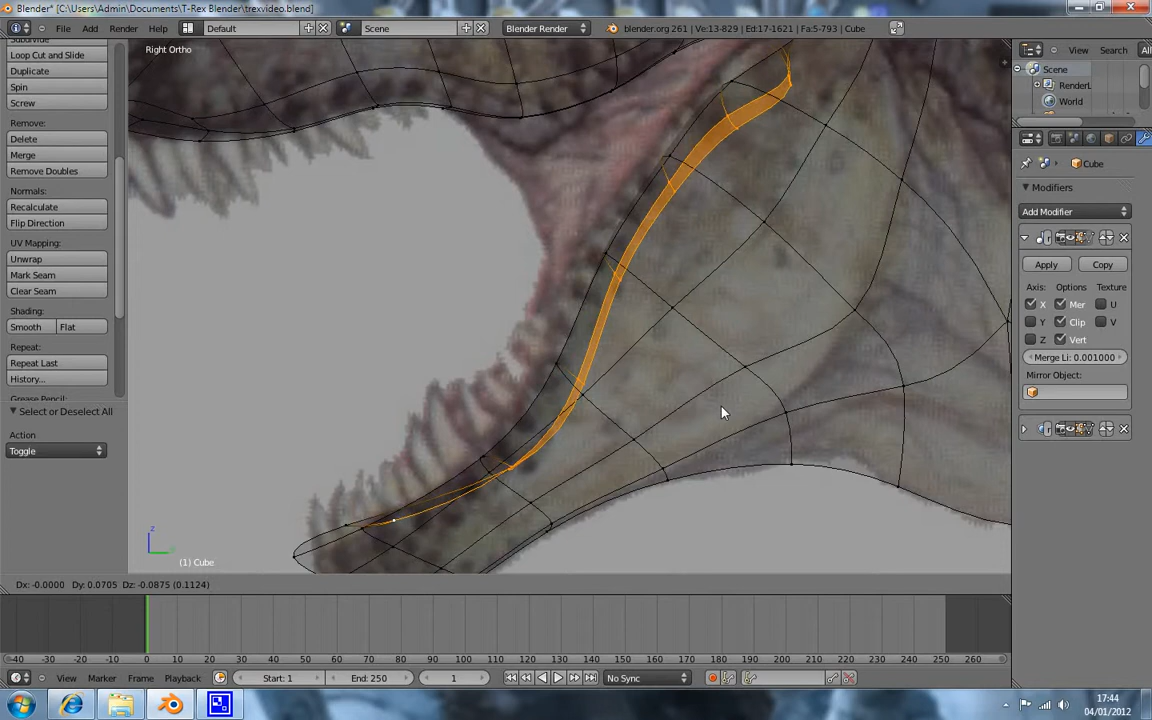 Blender* [C:\Users\Admin\Documents\T-Rex Blender\trexvideo.blend]
File Add Render Help Default Scene Blender Render blender.org 261 | Ve:13-829 | Ed:17-1621 | Fa:5-793 | Cube
Right Ortho
View Search All
Loop Cut and Slide
Scene
Duplicate
RenderL
Spin
World
Screw
Remove:
Delete
Merge
Cube
Remove Doubles
Modifiers
Normals:
Recalculate
Add Modifier
Flip Direction
UV Mapping:
Unwrap
Apply Copy
Mark Seam
Axis: Options Texture
Clear Seam
X Mer U
Shading:
Y Clip V
Smooth Flat
Z Vert
Repeat:
Merge Li: 0.001000
Repeat Last
Mirror Object:
History...
Select or Deselect All
Action
Toggle
z
(1) Cube
Dx: -0.0000 Dy: 0.0705 Dz: -0.0875 (0.1124)
-40 -30 -20 -10 0 10 20 30 40 50 60 70 80 90 100 110 120 130 140 150 160 170 180 190 200 210 220 230 240 250 260
View Marker Frame Playback Start: 1 End: 250 1 No Sync
17:44
04/01/2012